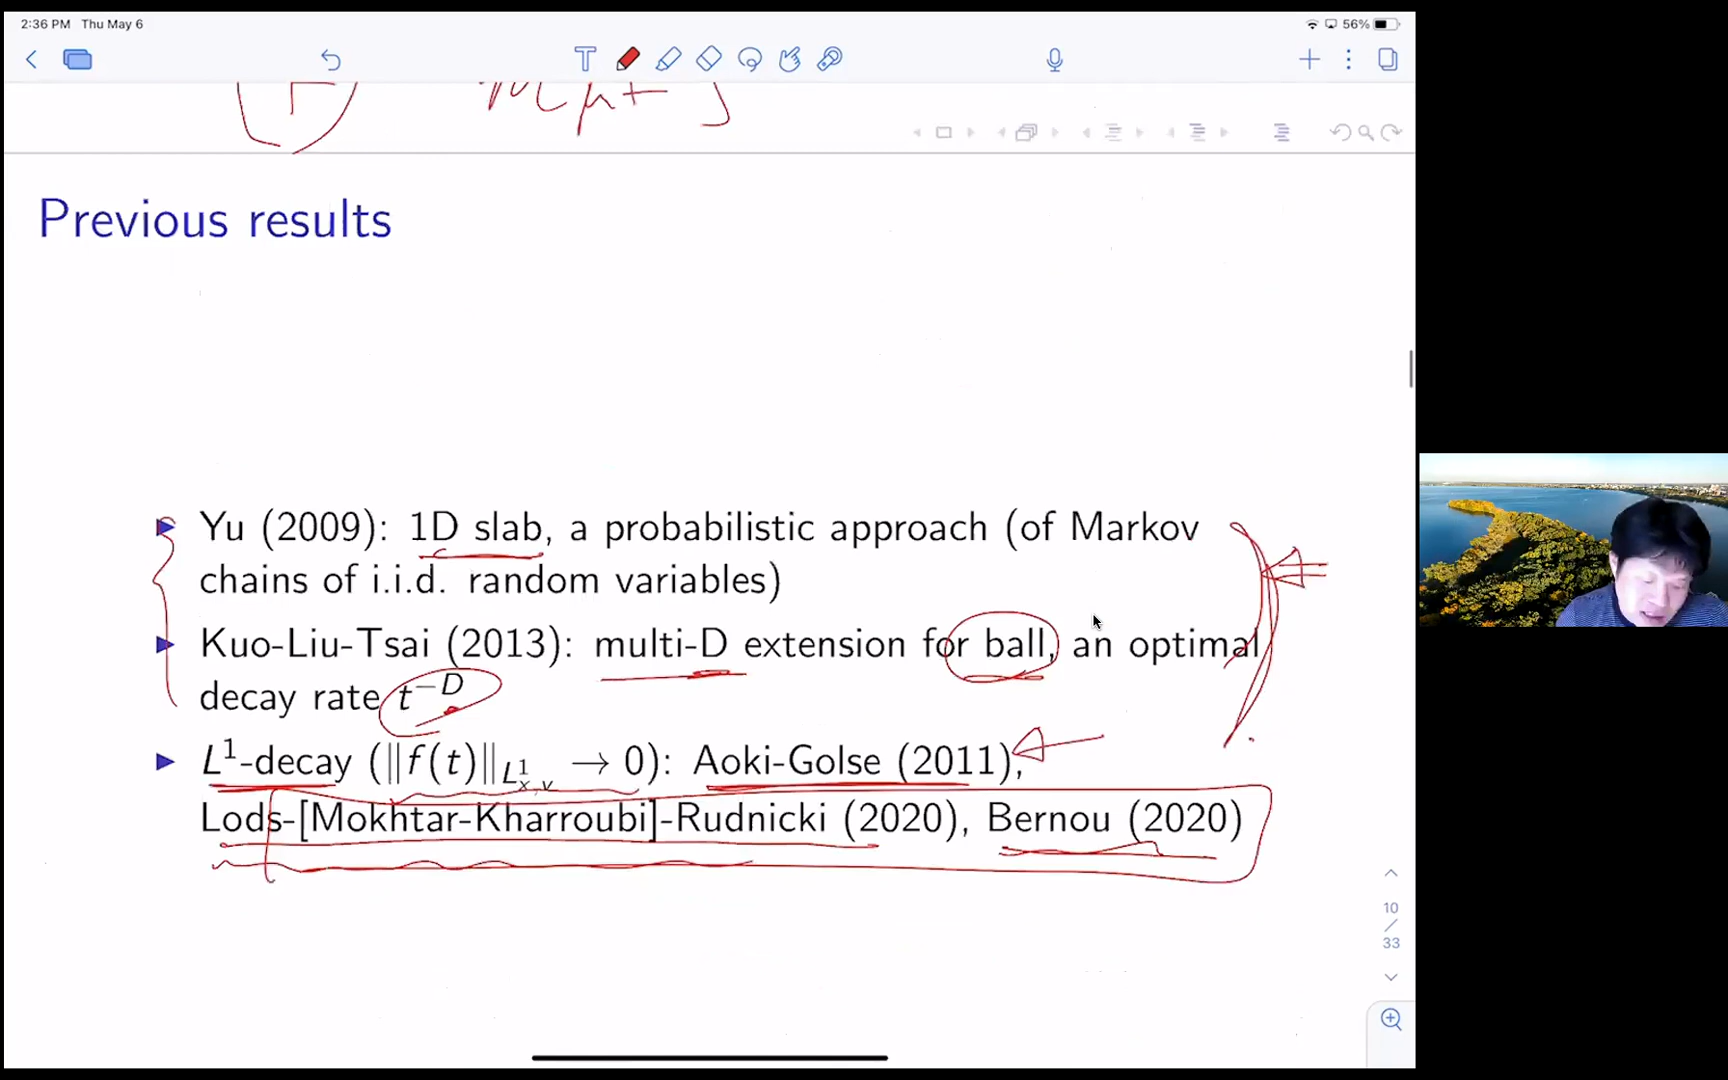 2:36 PM Thu May 6
56%
Previous results
Yu (2009): 1D slab, a probabilistic approach (of Markov
chains of i.i.d. random variables)
Kuo-Liu-Tsai (2013): multi-D extension for ball, an optimal
decay rate t^{-D}
L^1-decay (‖f(t)‖_{L^1_{x,v}} → 0): Aoki-Golse (2011),
Lods-[Mokhtar-Kharroubi]-Rudnicki (2020), Bernou (2020)
10
/
33